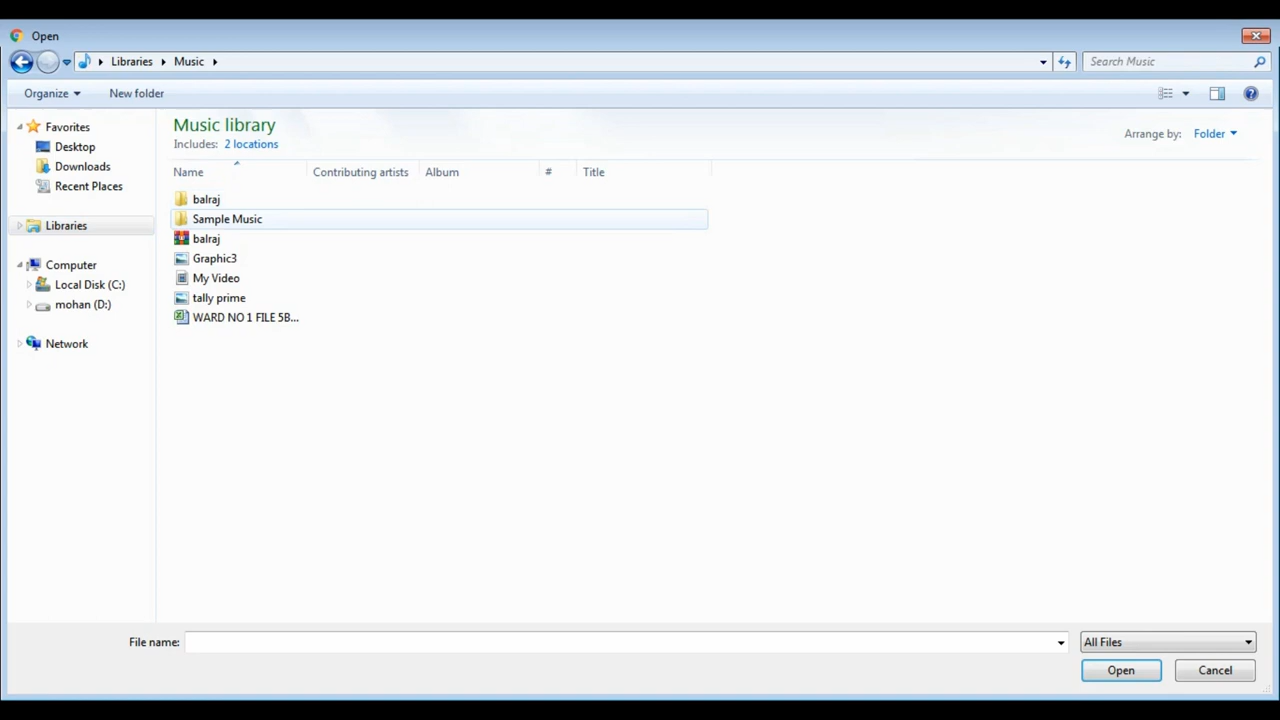 Open
Libraries Music
Search Music
Organize New folder
Music library
Includes: 2 locations
Arrange by: Folder
Name Contributing artists Album # Title
Favorites
Desktop
Downloads
Recent Places
Libraries
Computer
Local Disk (C:)
mohan (D:)
Network
balraj
Sample Music
balraj
Graphic3
My Video
tally prime
WARD NO 1 FILE 5B...
File name:
All Files
Open Cancel